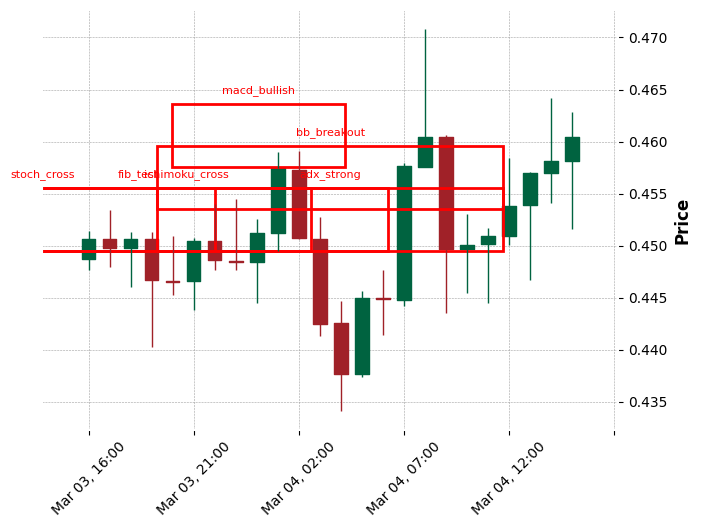 macd_bullish
bb_breakout
stoch_cross
ichimoku_cross
0.470
0.465
0.460
0.455
0.450
0.445
0.440
0.435
Price
Mar 03, 16:00
Mar 03, 21:00
Mar 04, 02:00
Mar 04, 07:00
Mar 04, 12:00